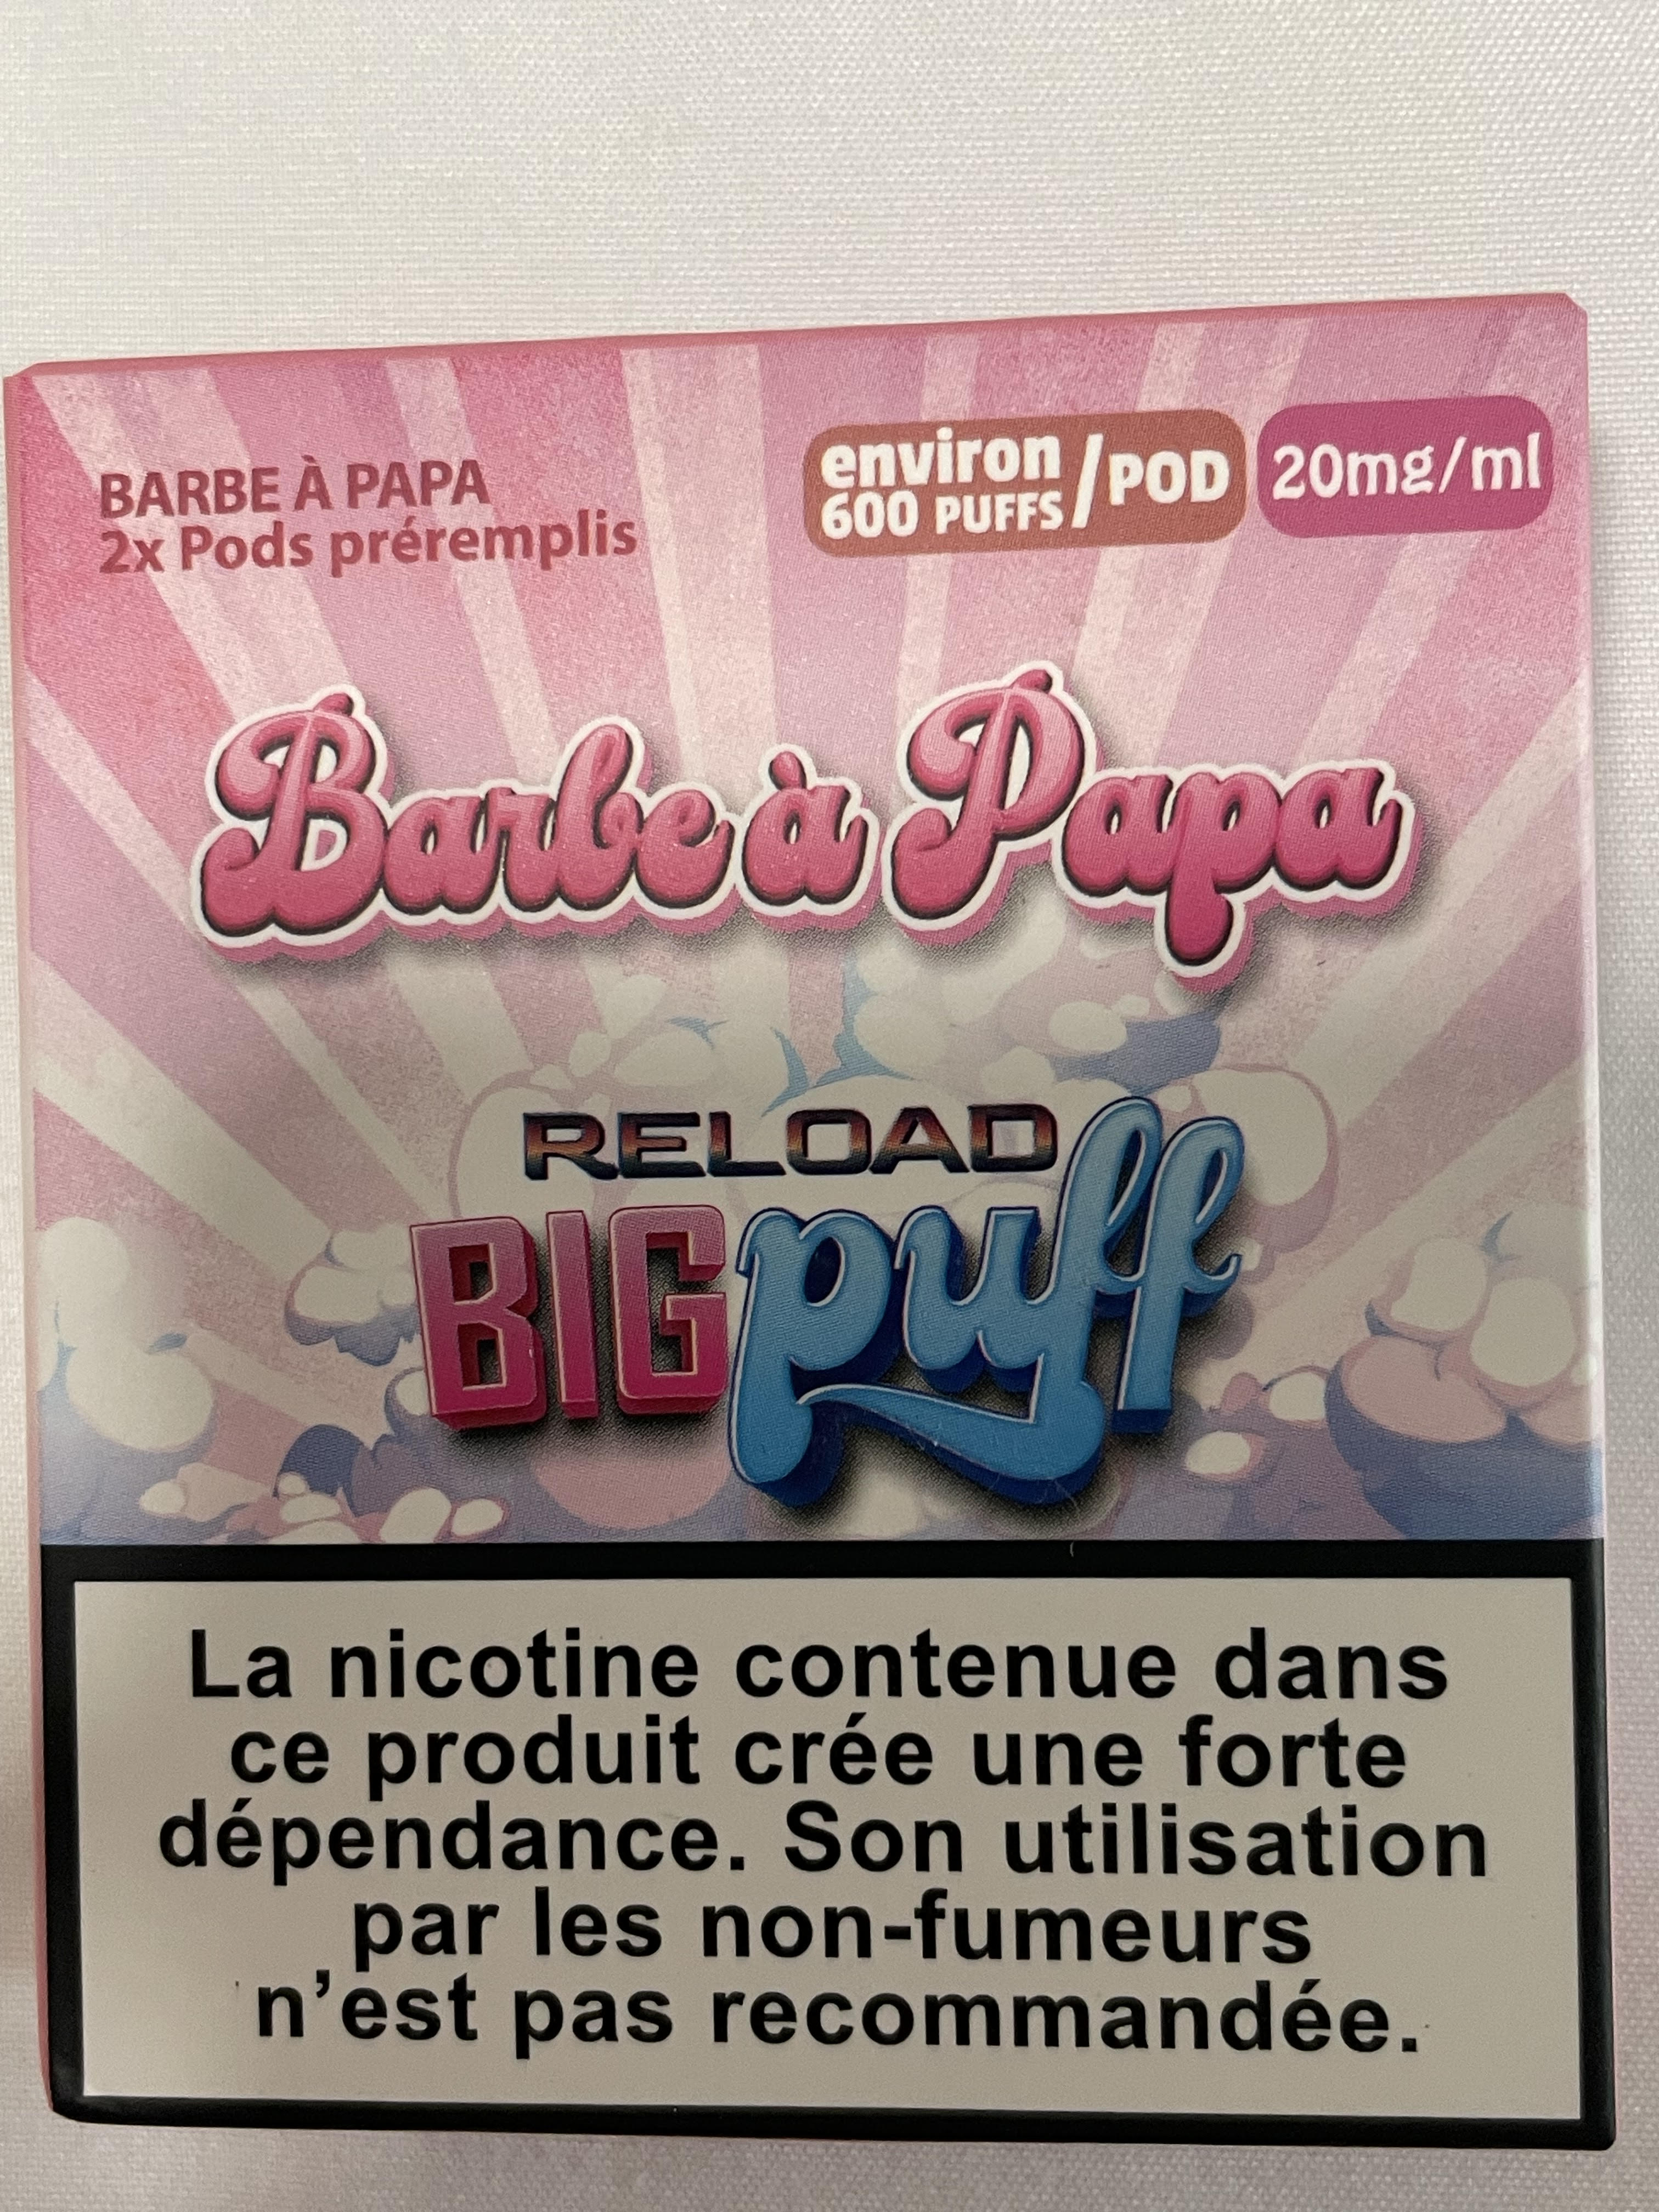 BARBE À PAPA
2x Pods préremplis
environ
600 PUFFS
/POD
20mg/ml
Barbe à Papa
RELOAD
BIG puff
La nicotine contenue dans
ce produit crée une forte
dépendance. Son utilisation
par les non-fumeurs
n'est pas recommandée.